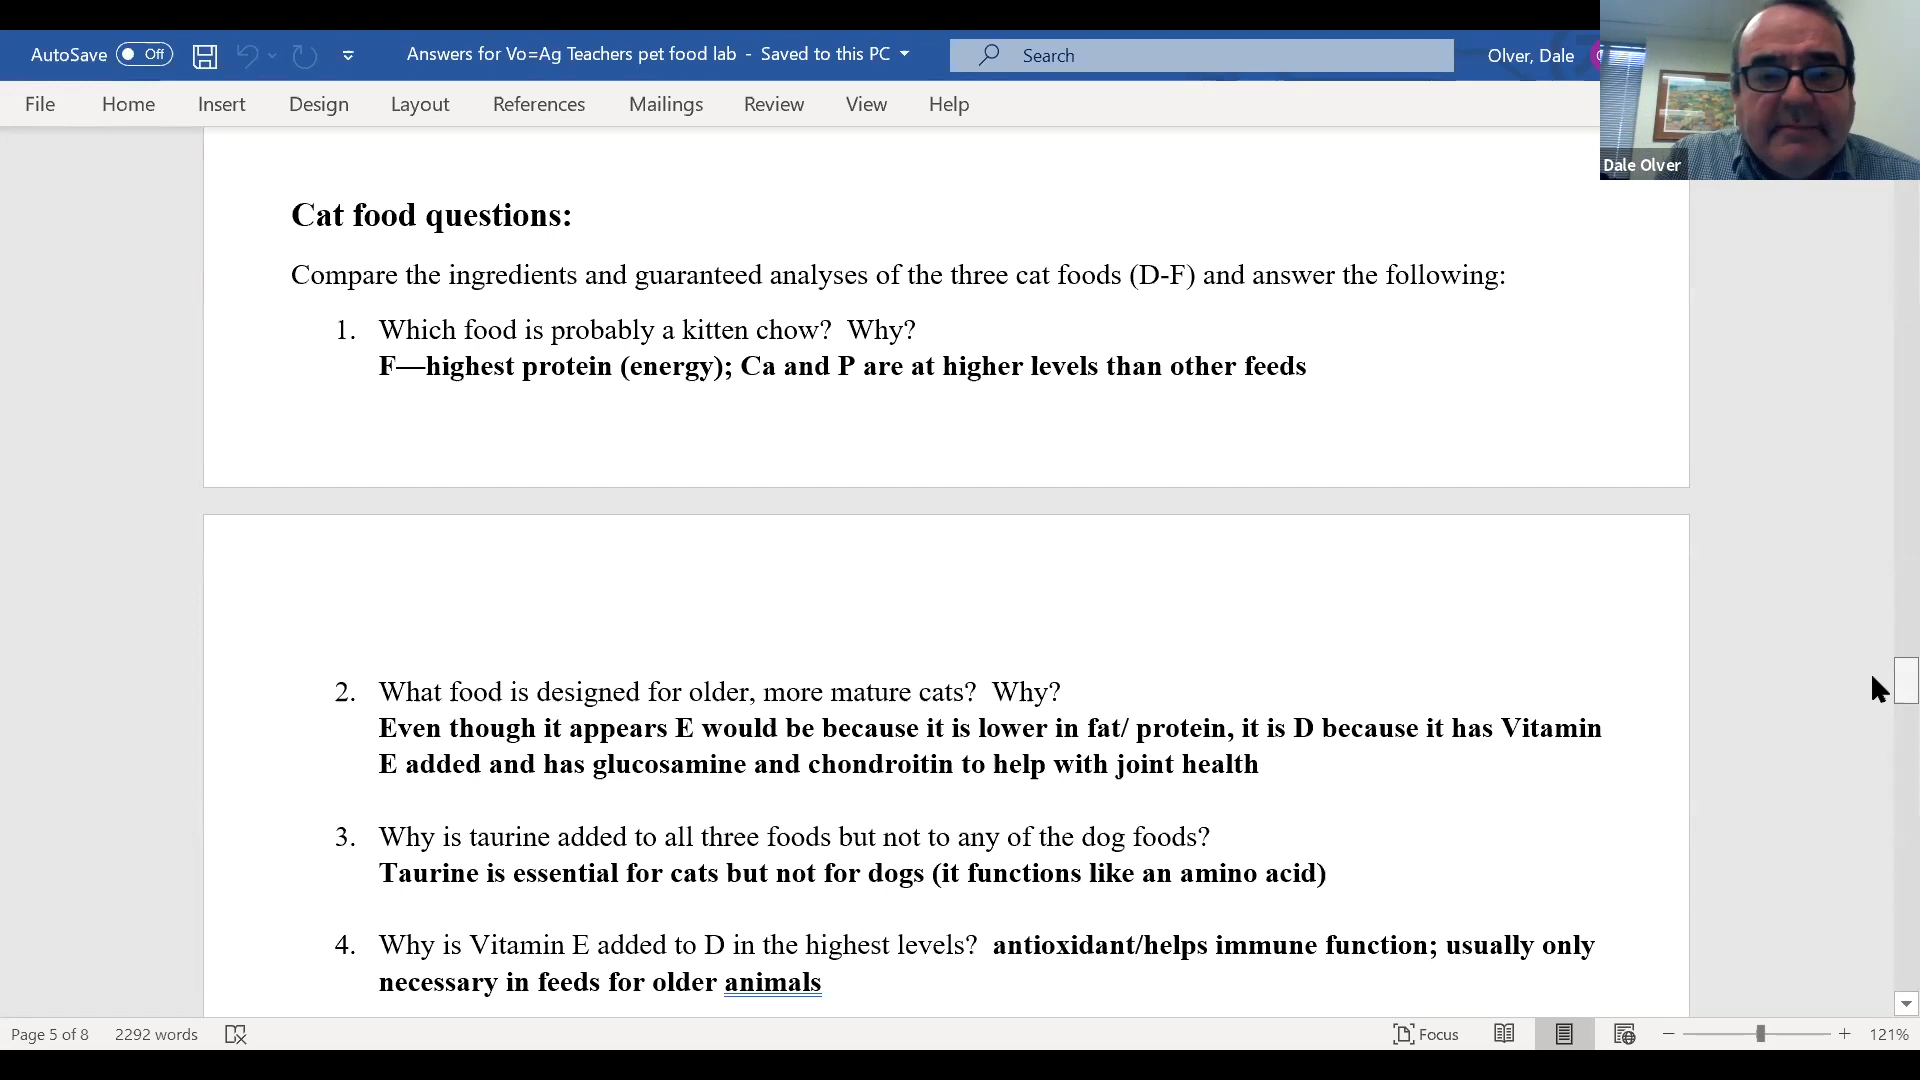 AutoSave Off Answers for Vo=Ag Teachers pet food lab - Saved to this PC Search Olver, Dale
File Home Insert Design Layout References Mailings Review View Help
Dale Olver
Cat food questions:
Compare the ingredients and guaranteed analyses of the three cat foods (D-F) and answer the following:
1. Which food is probably a kitten chow? Why?
F—highest protein (energy); Ca and P are at higher levels than other feeds
2. What food is designed for older, more mature cats? Why?
Even though it appears E would be because it is lower in fat/ protein, it is D because it has Vitamin
E added and has glucosamine and chondroitin to help with joint health
3. Why is taurine added to all three foods but not to any of the dog foods?
Taurine is essential for cats but not for dogs (it functions like an amino acid)
4. Why is Vitamin E added to D in the highest levels? antioxidant/helps immune function; usually only
necessary in feeds for older animals
Page 5 of 8 2292 words Focus 121%